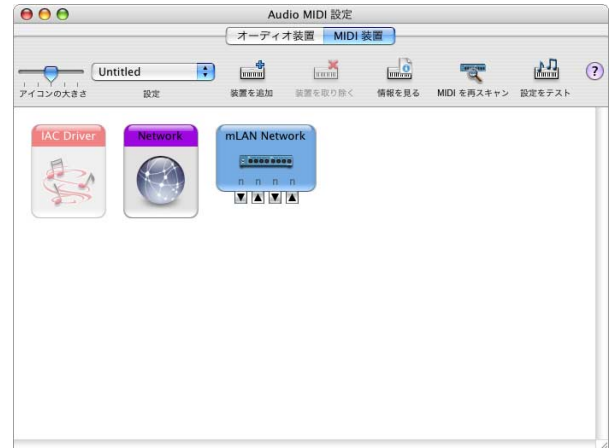 Audio MIDI 設定
オーディオ装置 MIDI 装置
Untitled
アイコンの大きさ 設定 装置を追加 装置を取り除く 情報を見る MIDI を再スキャン 設定をテスト ?
IAC Driver Network mLAN Network
n n n n